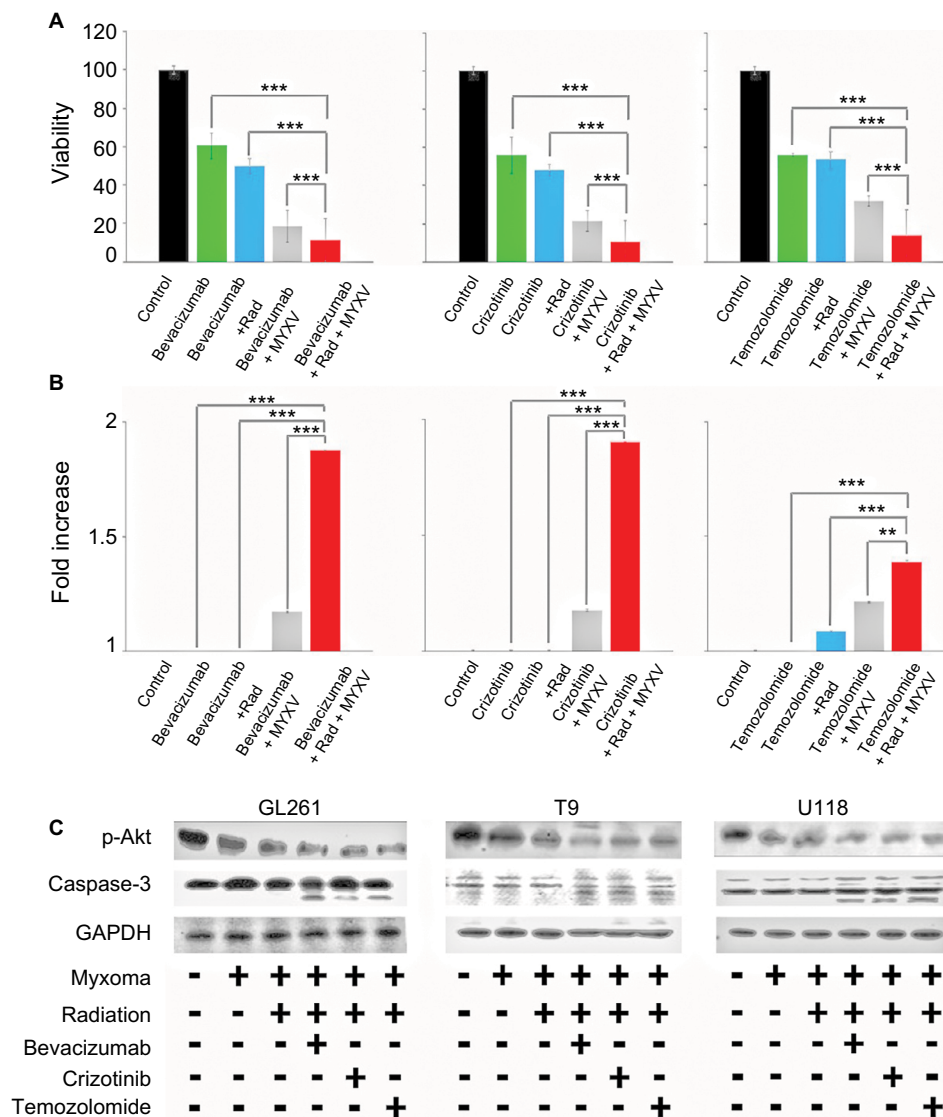 A
Viability
120
100
80
60
40
20
0
***
***
***
***
***
***
***
***
***
Control
Bevacizumab
Bevacizumab
+Rad
Bevacizumab
+ MYXV
Bevacizumab
+ Rad + MYXV
Control
Crizotinib
Crizotinib
+Rad
Crizotinib
+ MYXV
Crizotinib
+ Rad + MYXV
Control
Temozolomide
Temozolomide
+Rad
Temozolomide
+ MYXV
Temozolomide
+ Rad + MYXV
B
Fold increase
2
1.5
1
***
***
***
***
***
***
***
***
**
Control
Bevacizumab
Bevacizumab
+Rad
Bevacizumab
+ MYXV
Bevacizumab
+ Rad + MYXV
Control
Crizotinib
Crizotinib
+Rad
Crizotinib
+ MYXV
Crizotinib
+ Rad + MYXV
Control
Temozolomide
Temozolomide
+Rad
Temozolomide
+ MYXV
Temozolomide
+ Rad + MYXV
C
GL261 T9 U118
p-Akt
Caspase-3
GAPDH
Myxoma - + + + + + - + + + + + - + + + + +
Radiation - - + + + + - - + + + + - - + + + +
Bevacizumab - - - + - - - - - + - - - - - + - -
Crizotinib - - - - + - - - - - + - - - - - + -
Temozolomide - - - - - + - - - - - + - - - - - +